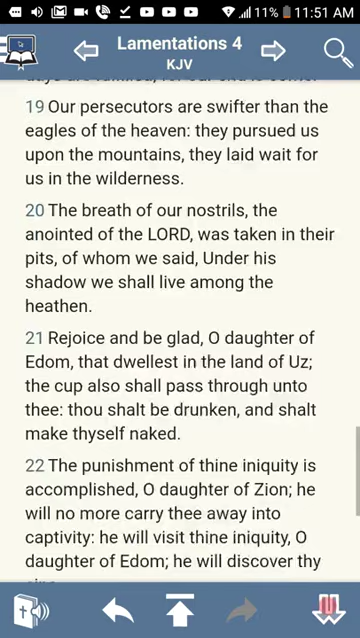 11% 11:51 AM
Lamentations 4
KJV
19 Our persecutors are swifter than the
eagles of the heaven: they pursued us
upon the mountains, they laid wait for
us in the wilderness.
20 The breath of our nostrils, the
anointed of the LORD, was taken in their
pits, of whom we said, Under his
shadow we shall live among the
heathen.
21 Rejoice and be glad, O daughter of
Edom, that dwellest in the land of Uz;
the cup also shall pass through unto
thee: thou shalt be drunken, and shalt
make thyself naked.
22 The punishment of thine iniquity is
accomplished, O daughter of Zion; he
will no more carry thee away into
captivity: he will visit thine iniquity, O
daughter of Edom; he will discover thy